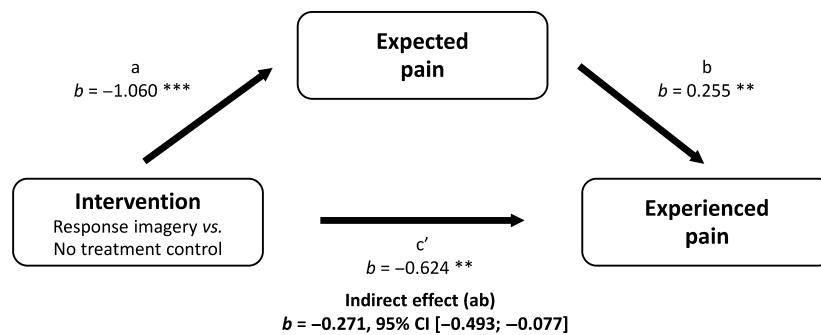 Expected
pain
a
b = −1.060 ***
b
b = 0.255 **
Intervention
Response imagery vs.
No treatment control
Experienced
pain
c’
b = −0.624 **
Indirect effect (ab)
b = −0.271, 95% CI [−0.493; −0.077]